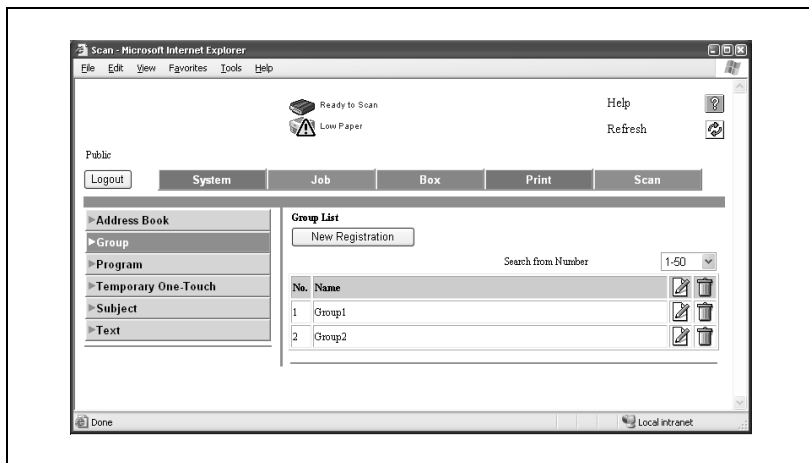 Scan - Microsoft Internet Explorer
File Edit View Favorites Tools Help
Ready to Scan
Help
Low Paper
Refresh
Public
Logout
System
Job
Box
Print
Scan
Address Book
Group
Program
Temporary One-Touch
Subject
Text
Group List
New Registration
Search from Number
1-50
No. Name
1 Group1
2 Group2
Done
Local intranet